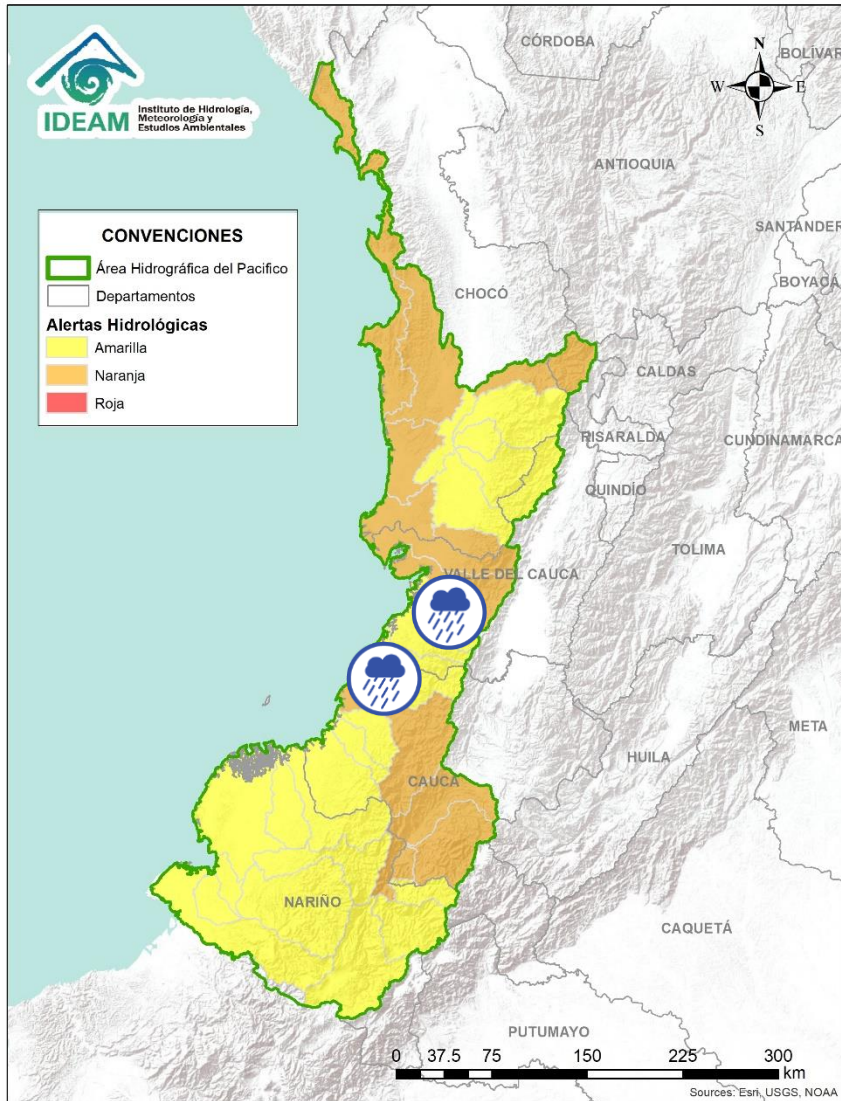 IDEAM
Instituto de Hidrología,
Meteorología y
Estudios Ambientales
CÓRDOBA
BOLÍVAR
N
W
E
S
ANTIOQUIA
SANTANDER
BOYACÁ
CONVENCIONES
Área Hidrográfica del Pacifico
Departamentos
Alertas Hidrológicas
Amarilla
Naranja
Roja
CHOCÓ
CALDAS
RISARALDA
CUNDINAMARCA
QUINDÍO
TOLIMA
VALLE DEL CAUCA
META
HUILA
CAUCA
NARIÑO
CAQUETÁ
PUTUMAYO
0 37.5 75 150 225 300
km
Sources: Esri, USGS, NOAA